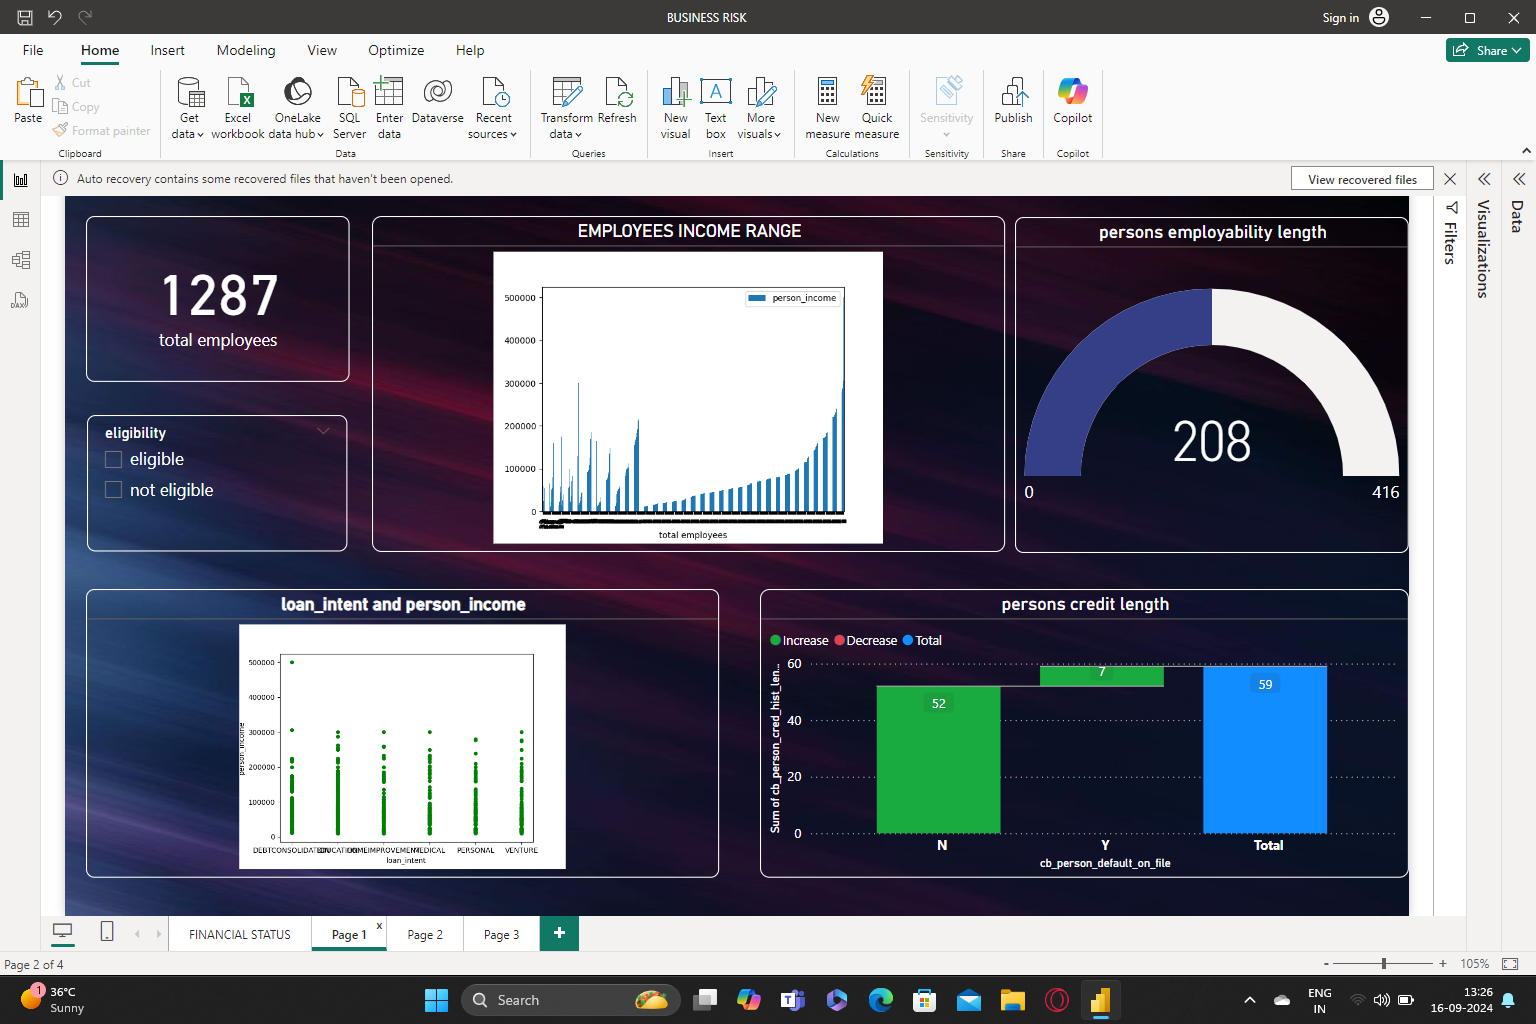 BUSINESS RISK
Sign in
File Home Insert Modeling View Optimize Help
Share
Paste
Cut
Copy
Format painter
Clipboard
Get data
Excel workbook
OneLake data hub
SQL Server
Enter data
Dataverse
Recent sources
Data
Transform data
Refresh
Queries
New visual
Text box
More visuals
Insert
New measure
Quick measure
Calculations
Sensitivity
Sensitivity
Publish
Share
Copilot
Copilot
Auto recovery contains some recovered files that haven't been opened.
View recovered files
Filters
Visualizations
Data
1287
total employees
eligibility
eligible
not eligible
EMPLOYEES INCOME RANGE
person_income
500000
400000
300000
200000
100000
0
total employees
persons employability length
208
0
416
loan_intent and person_income
500000
400000
300000
200000
100000
0
person_income
DEBTCONSOLIDATION EDUCATION HOMEIMPROVEMENT MEDICAL PERSONAL VENTURE
loan_intent
persons credit length
Increase Decrease Total
Sum of cb_person_cred_hist_len...
60
40
20
0
52
7
59
N Y Total
cb_person_default_on_file
FINANCIAL STATUS
Page 1 x
Page 2
Page 3
+
Page 2 of 4
- + 105%
1
36°C
Sunny
Search
ENG
IN
13:26
16-09-2024